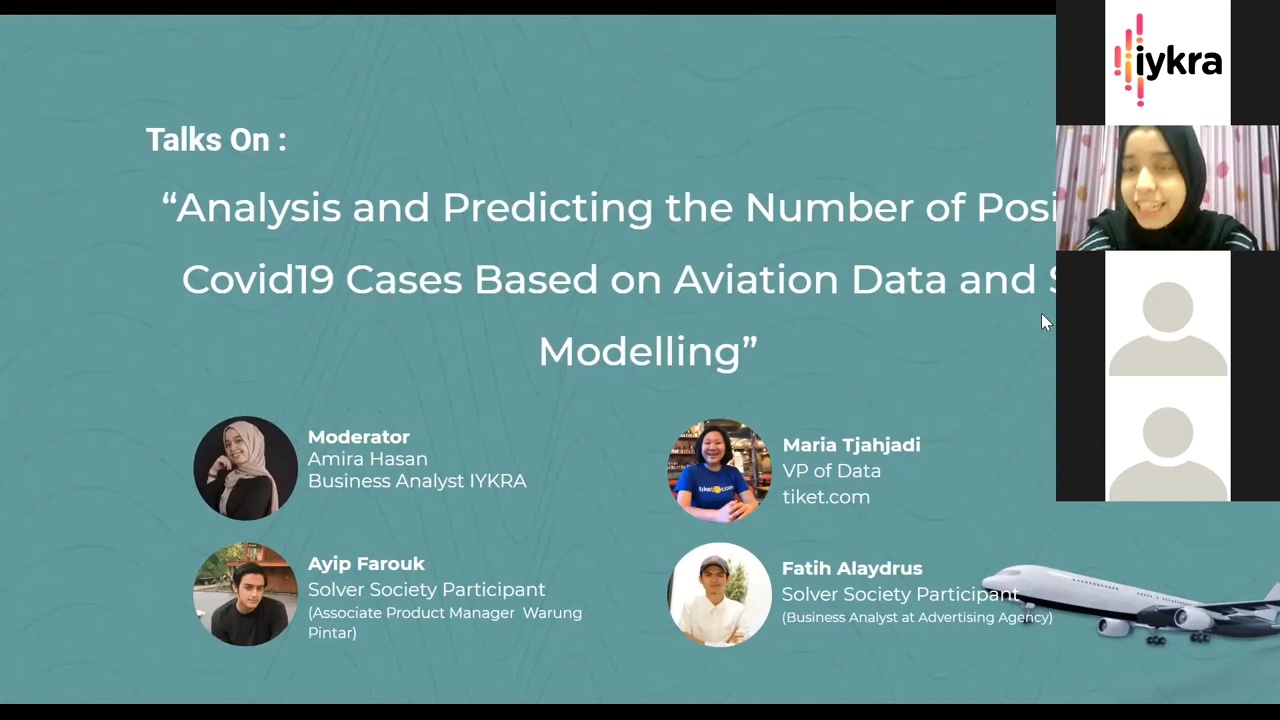 Talks On :
“Analysis and Predicting the Number of Posi
Covid19 Cases Based on Aviation Data and
Modelling”
Moderator
Amira Hasan
Business Analyst IYKRA
Maria Tjahjadi
VP of Data
tiket.com
Ayip Farouk
Solver Society Participant
(Associate Product Manager Warung
Pintar)
Fatih Alaydrus
Solver Society Participant
(Business Analyst at Advertising Agency)
iykra
tiket.com